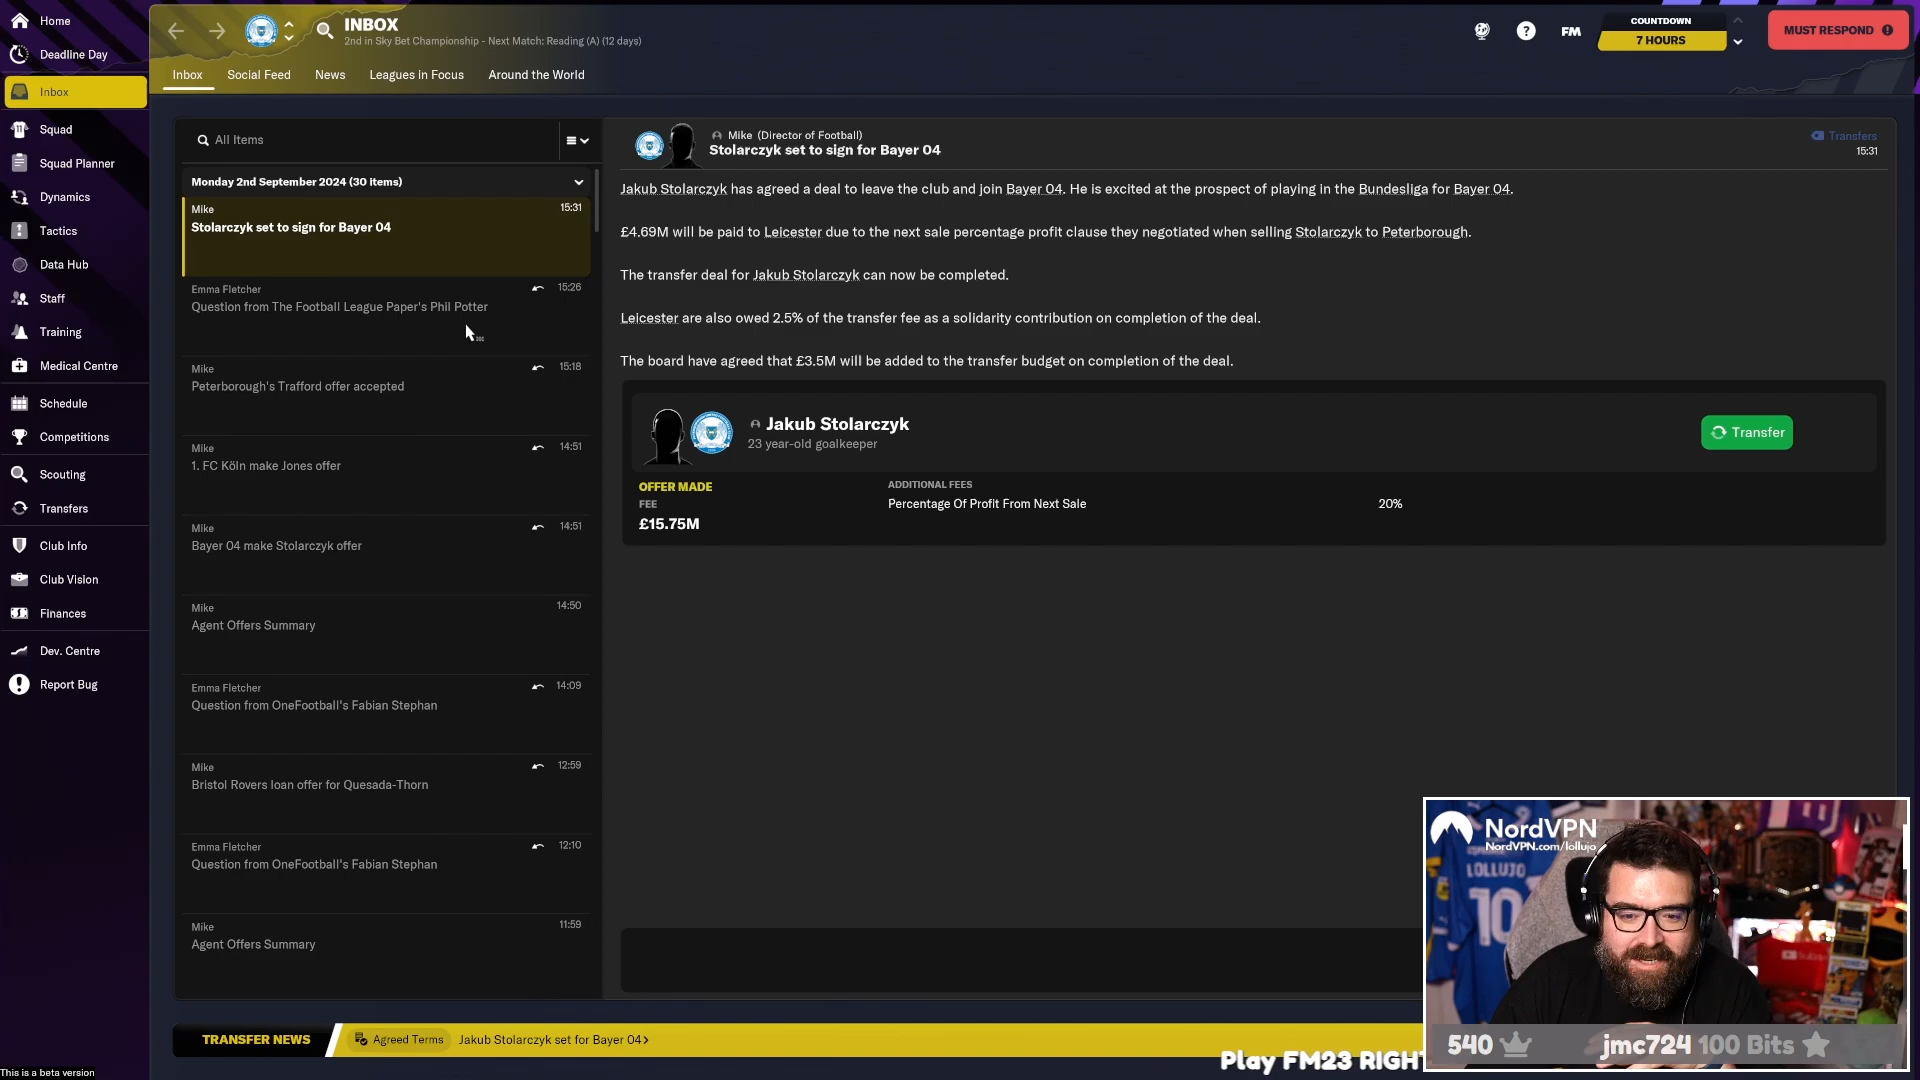 Home
Deadline Day
Inbox
Squad
Squad Planner
Dynamics
Tactics
Data Hub
Staff
Training
Medical Centre
Schedule
Competitions
Scouting
Transfers
Club Info
Club Vision
Finances
Dev. Centre
Report Bug
This is a beta version
INBOX
2nd in Sky Bet Championship - Next Match: Reading (A) (12 days)
FM
COUNTDOWN
7 HOURS
MUST RESPOND
Inbox
Social Feed
News
Leagues in Focus
Around the World
All Items
Monday 2nd September 2024 (30 items)
Mike
15:31
Stolarczyk set to sign for Bayer 04
Emma Fletcher
15:26
Question from The Football League Paper's Phil Potter
Mike
15:18
Peterborough's Trafford offer accepted
Mike
14:51
1. FC Köln make Jones offer
Mike
14:51
Bayer 04 make Stolarczyk offer
Mike
14:50
Agent Offers Summary
Emma Fletcher
14:09
Question from OneFootball's Fabian Stephan
Mike
12:59
Bristol Rovers loan offer for Quesada-Thorn
Emma Fletcher
12:10
Question from OneFootball's Fabian Stephan
Mike
11:59
Agent Offers Summary
Mike (Director of Football)
Stolarczyk set to sign for Bayer 04
Transfers
15:31
Jakub Stolarczyk has agreed a deal to leave the club and join Bayer 04. He is excited at the prospect of playing in the Bundesliga for Bayer 04.
£4.69M will be paid to Leicester due to the next sale percentage profit clause they negotiated when selling Stolarczyk to Peterborough.
The transfer deal for Jakub Stolarczyk can now be completed.
Leicester are also owed 2.5% of the transfer fee as a solidarity contribution on completion of the deal.
The board have agreed that £3.5M will be added to the transfer budget on completion of the deal.
Jakub Stolarczyk
23 year-old goalkeeper
Transfer
OFFER MADE
FEE
£15.75M
ADDITIONAL FEES
Percentage Of Profit From Next Sale
20%
NordVPN
NordVPN.com/lollujo
LOLLUJO
10
TRANSFER NEWS
Agreed Terms
Jakub Stolarczyk set for Bayer 04>
Play FM23 RIGHT
540
jmc724 100 Bits